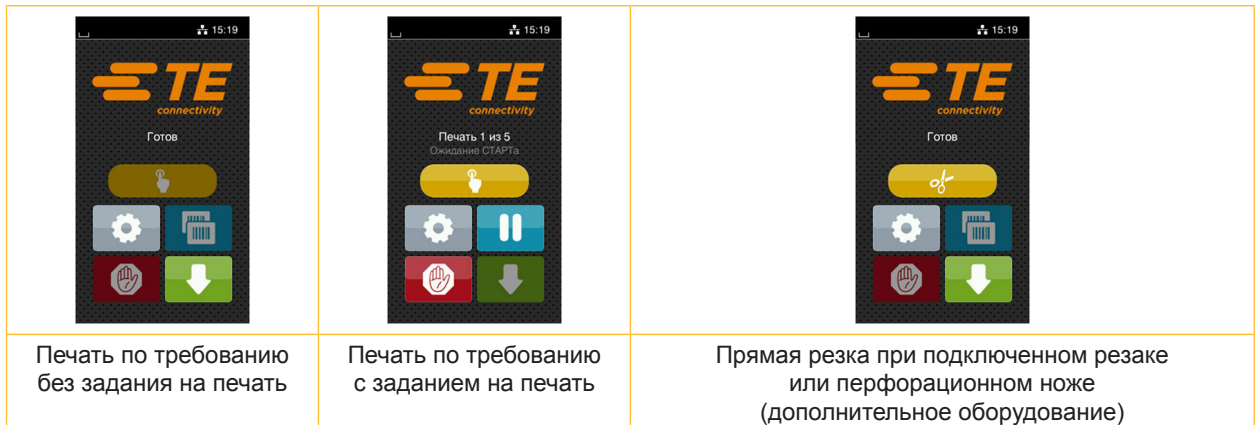 15:19
TE
connectivity
Готов
15:19
TE
connectivity
Печать 1 из 5
Ожидание СТАРТа
15:19
TE
connectivity
Готов
Печать по требованию
без задания на печать
Печать по требованию
с заданием на печать
Прямая резка при подключенном резаке
или перфорационном ноже
(дополнительное оборудование)